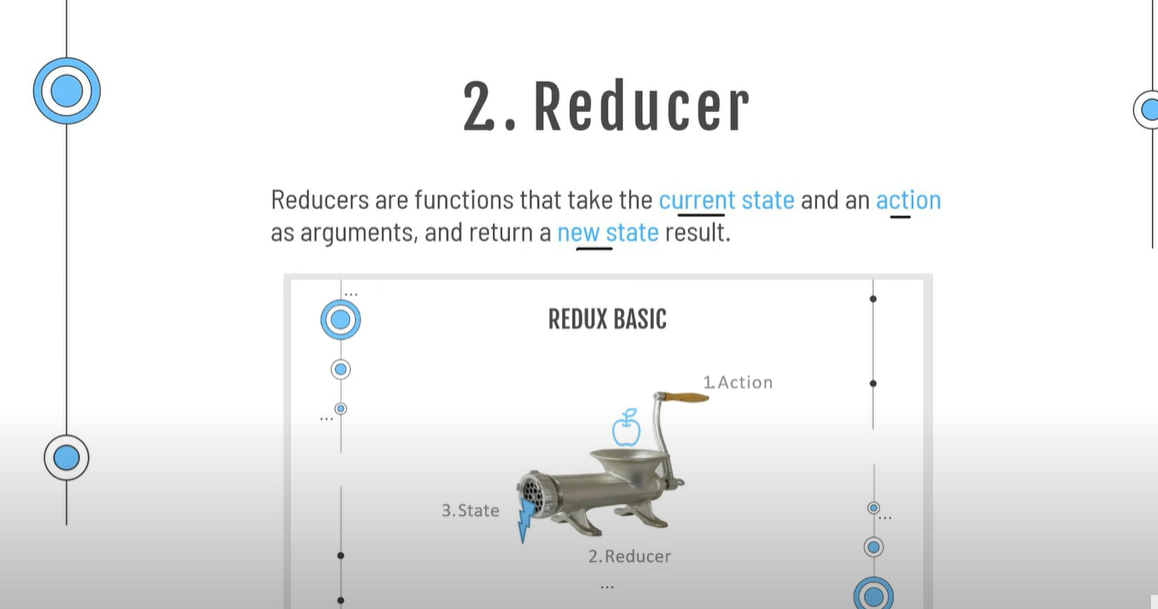 2. Reducer
Reducers are functions that take the current state and an action
as arguments, and return a new state result.
...
REDUX BASIC
1.Action
...
3.State
...
2.Reducer
...